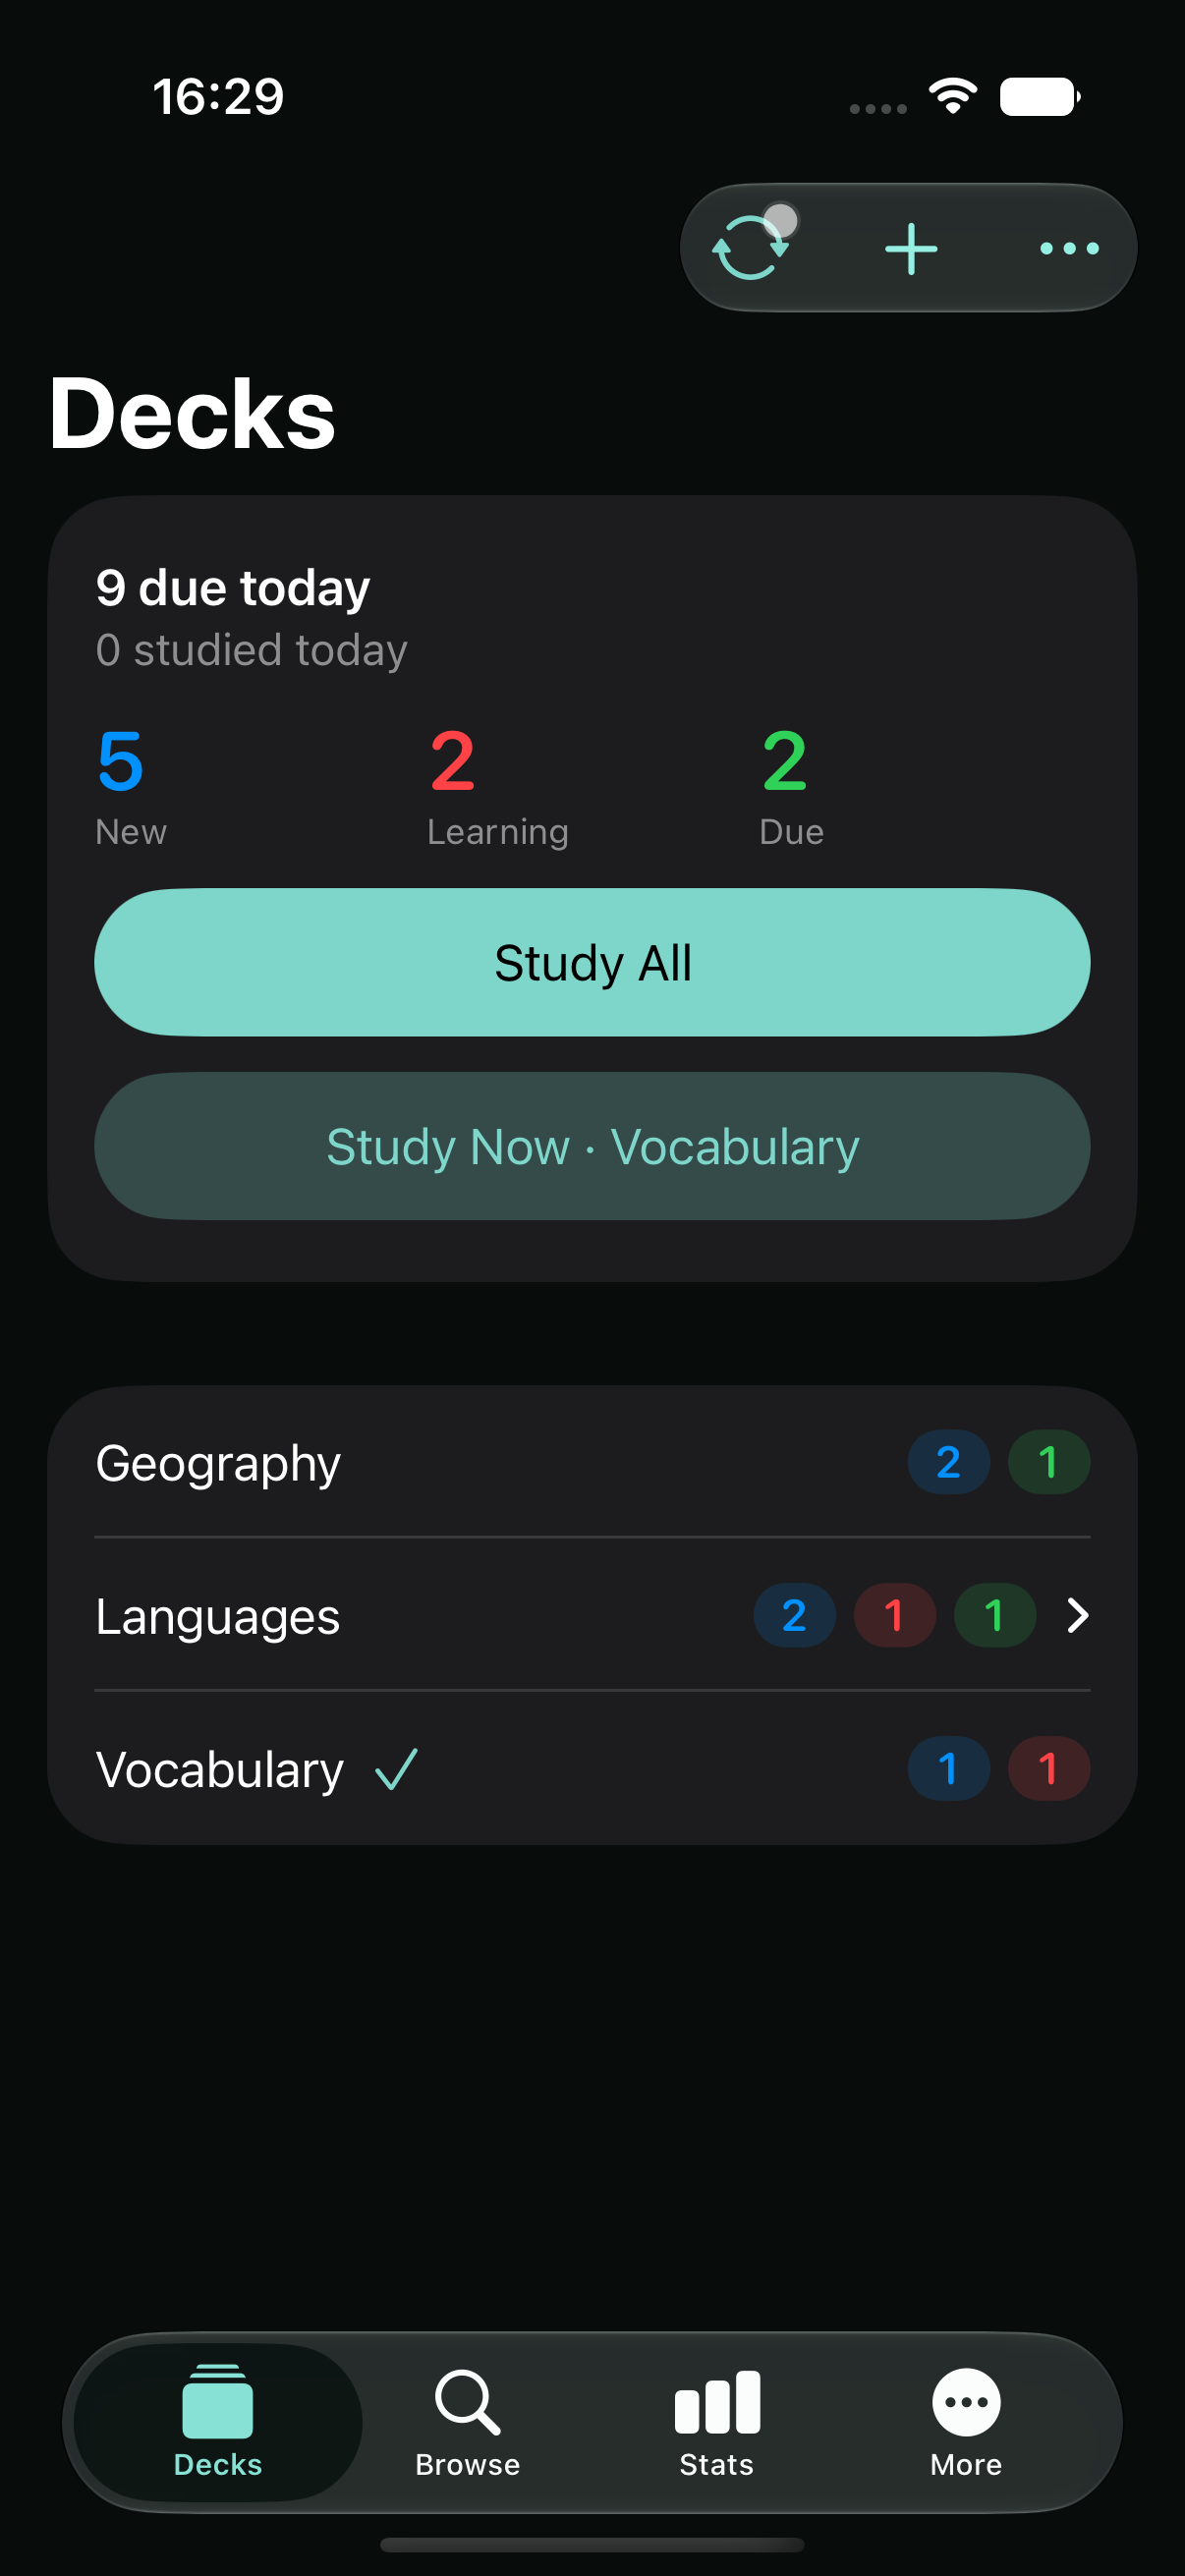 16:29
Decks
9 due today
0 studied today
5 2 2
New Learning Due
Study All
Study Now · Vocabulary
Geography 2 1
Languages 2 1 1
Vocabulary 1 1
Decks Browse Stats More